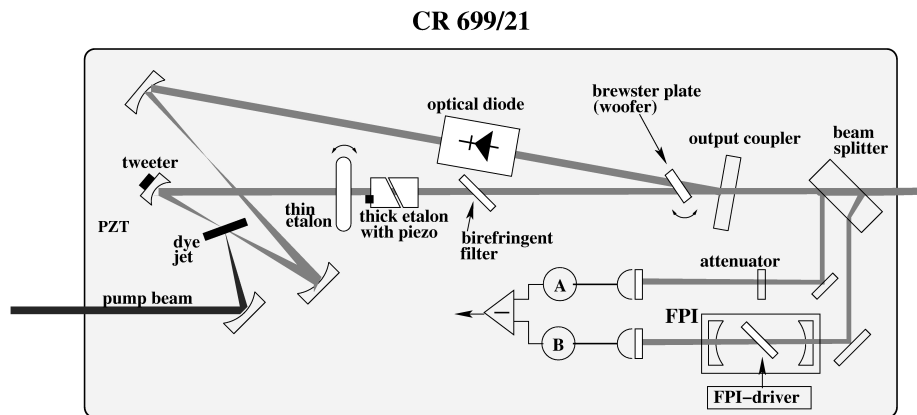 CR 699/21
brewster plate
(woofer)
optical diode
output coupler
beam
splitter
tweeter
PZT
thin
etalon
thick etalon
with piezo
birefringent
filter
dye
jet
attenuator
pump beam
A
B
FPI
FPI-driver